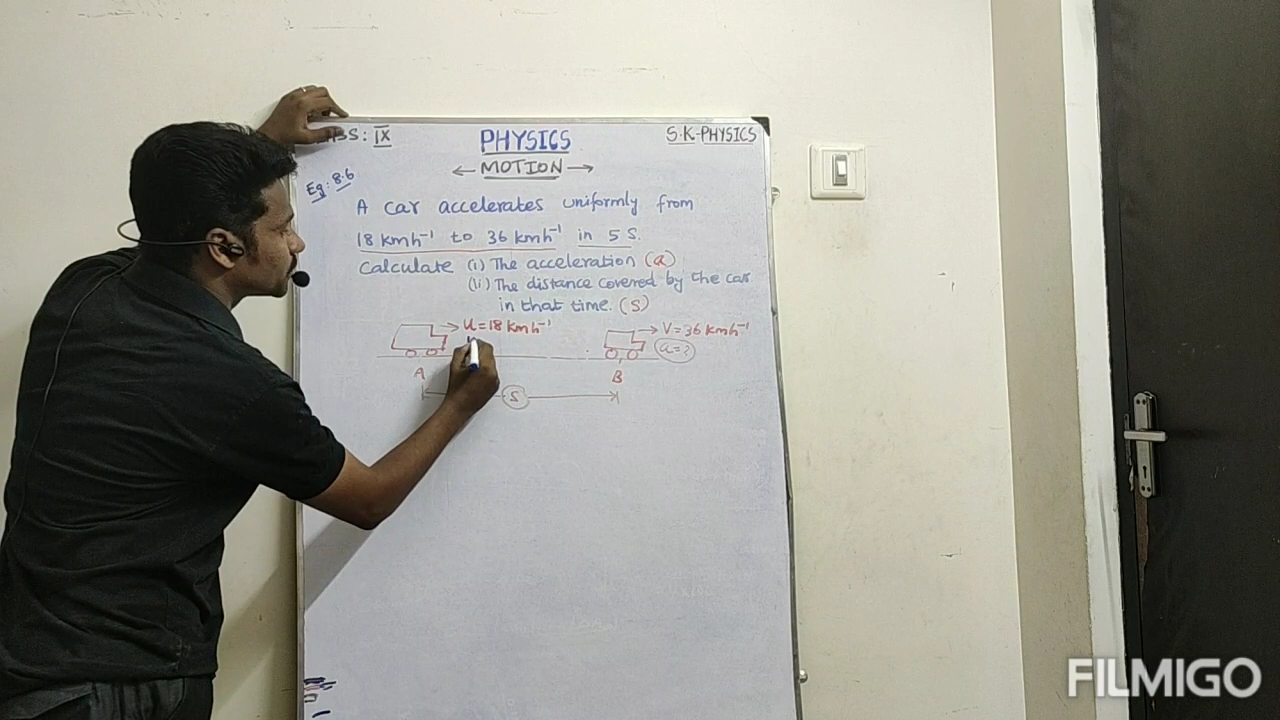 IX
PHYSICS
S.K-PHYSICS
← MOTION →
Eg: 8.6
A car accelerates uniformly from
18 kmh⁻¹ to 36 kmh⁻¹ in 5 S.
Calculate (i) The acceleration (a)
(ii) The distance covered by the car
in that time. (S)
u = 18 kmh⁻¹
V = 36 kmh⁻¹
a = ?
A
B
S
FILMIGO